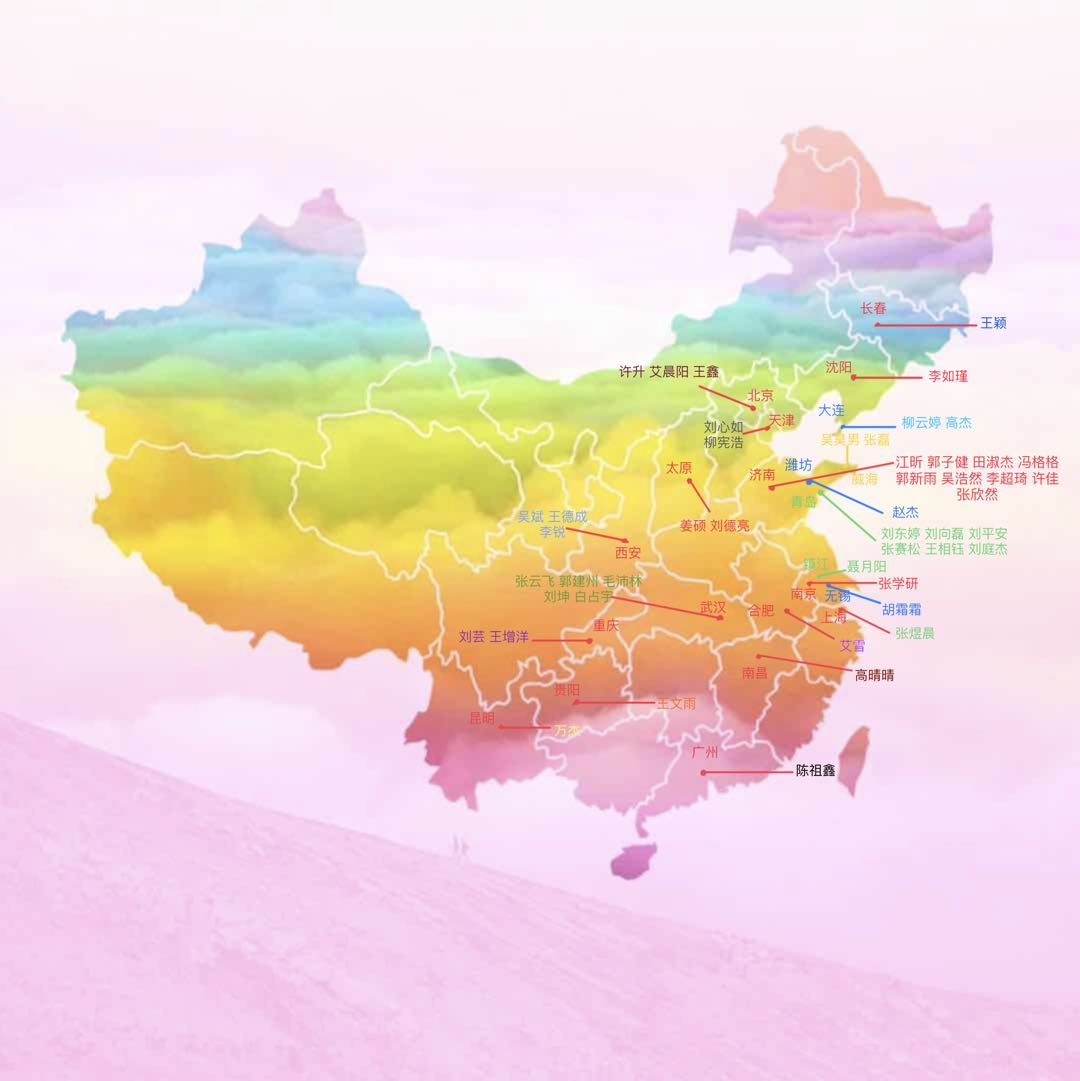 长春
王颖
沈阳
李如瑾
许升 艾晨阳 王鑫
北京
大连
柳云婷 高杰
天津
刘心如
柳宪浩
吴昊男 张磊
威海
太原
济南
潍坊
江昕 郭子健 田淑杰 冯格格
郭新雨 吴浩然 李超琦 许佳
张欣然
青岛
赵杰
吴斌 王德成
李锐
西安
姜硕 刘德亮
刘东婷 刘向磊 刘平安
张赛松 王相钰 刘庭杰
镇江
聂月阳
张云飞 郭建州 毛沛林
刘坤 白占宇
南京
张学研
无锡
胡霜霜
武汉
合肥
上海
张煜晨
重庆
刘芸 王增洋
艾雪
南昌
高晴晴
贵阳
王文雨
昆明
万杰
广州
陈祖鑫